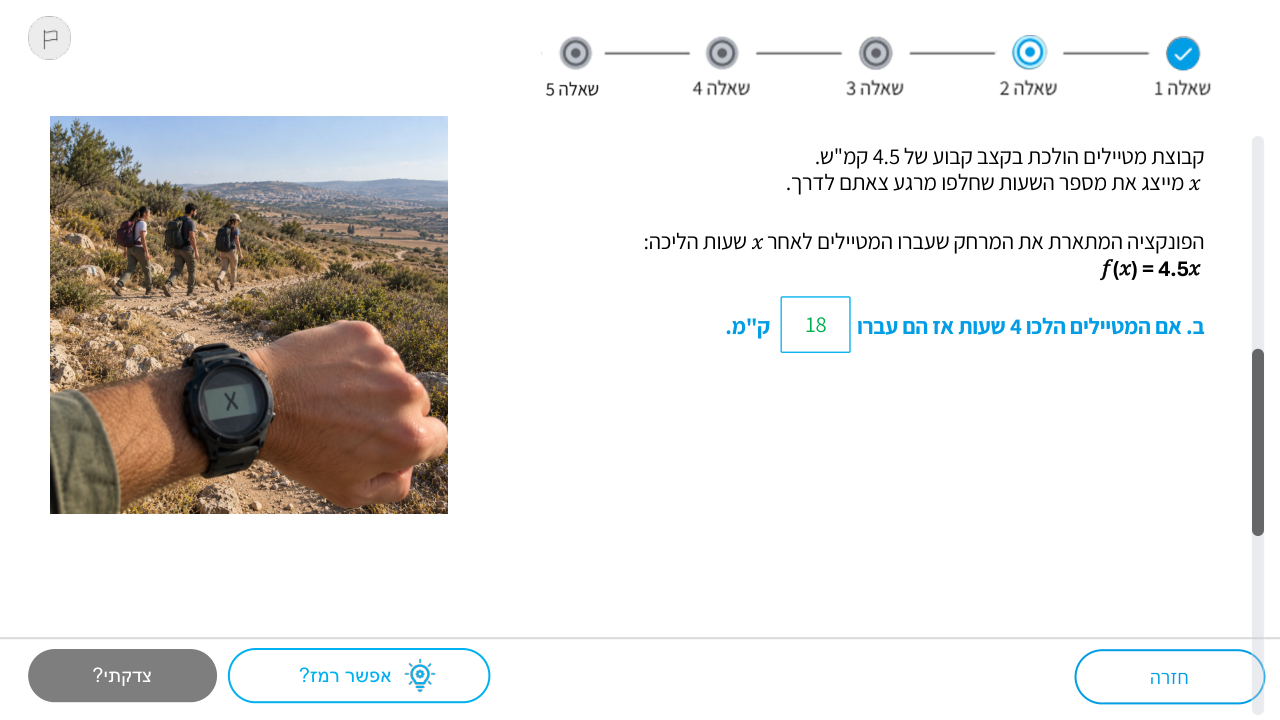 שאלה 1
שאלה 2
שאלה 3
שאלה 4
שאלה 5
קבוצת מטיילים הולכת בקצב קבוע של 4.5 קמ"ש.
x מייצג את מספר השעות שחלפו מרגע צאתם לדרך.
הפונקציה המתארת את המרחק שעברו המטיילים לאחר x שעות הליכה:
f(x) = 4.5x
ב. אם המטיילים הלכו 4 שעות אז הם עברו 18 ק"מ.
X
חזרה
אפשר רמז?
צדקתי?